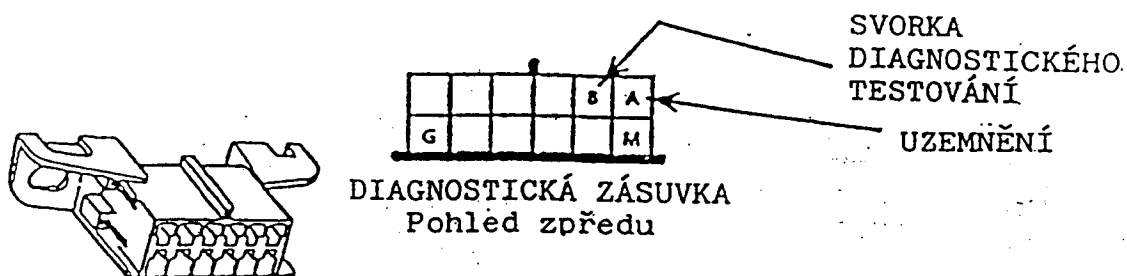 SVORKA
DIAGNOSTICKÉHO
TESTOVÁNÍ
B A
UZEMNĚNÍ
G M
DIAGNOSTICKÁ ZÁSUVKA
Pohled zpředu